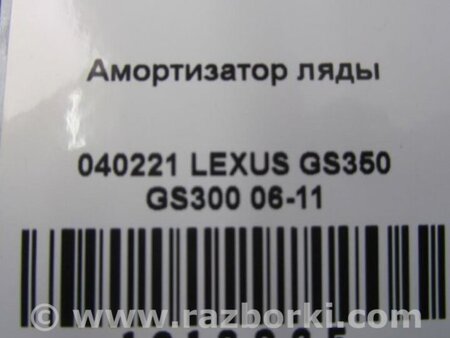 Амортизатор ляды
040221 LEXUS GS350
GS300 06-11
© www.razborki.com